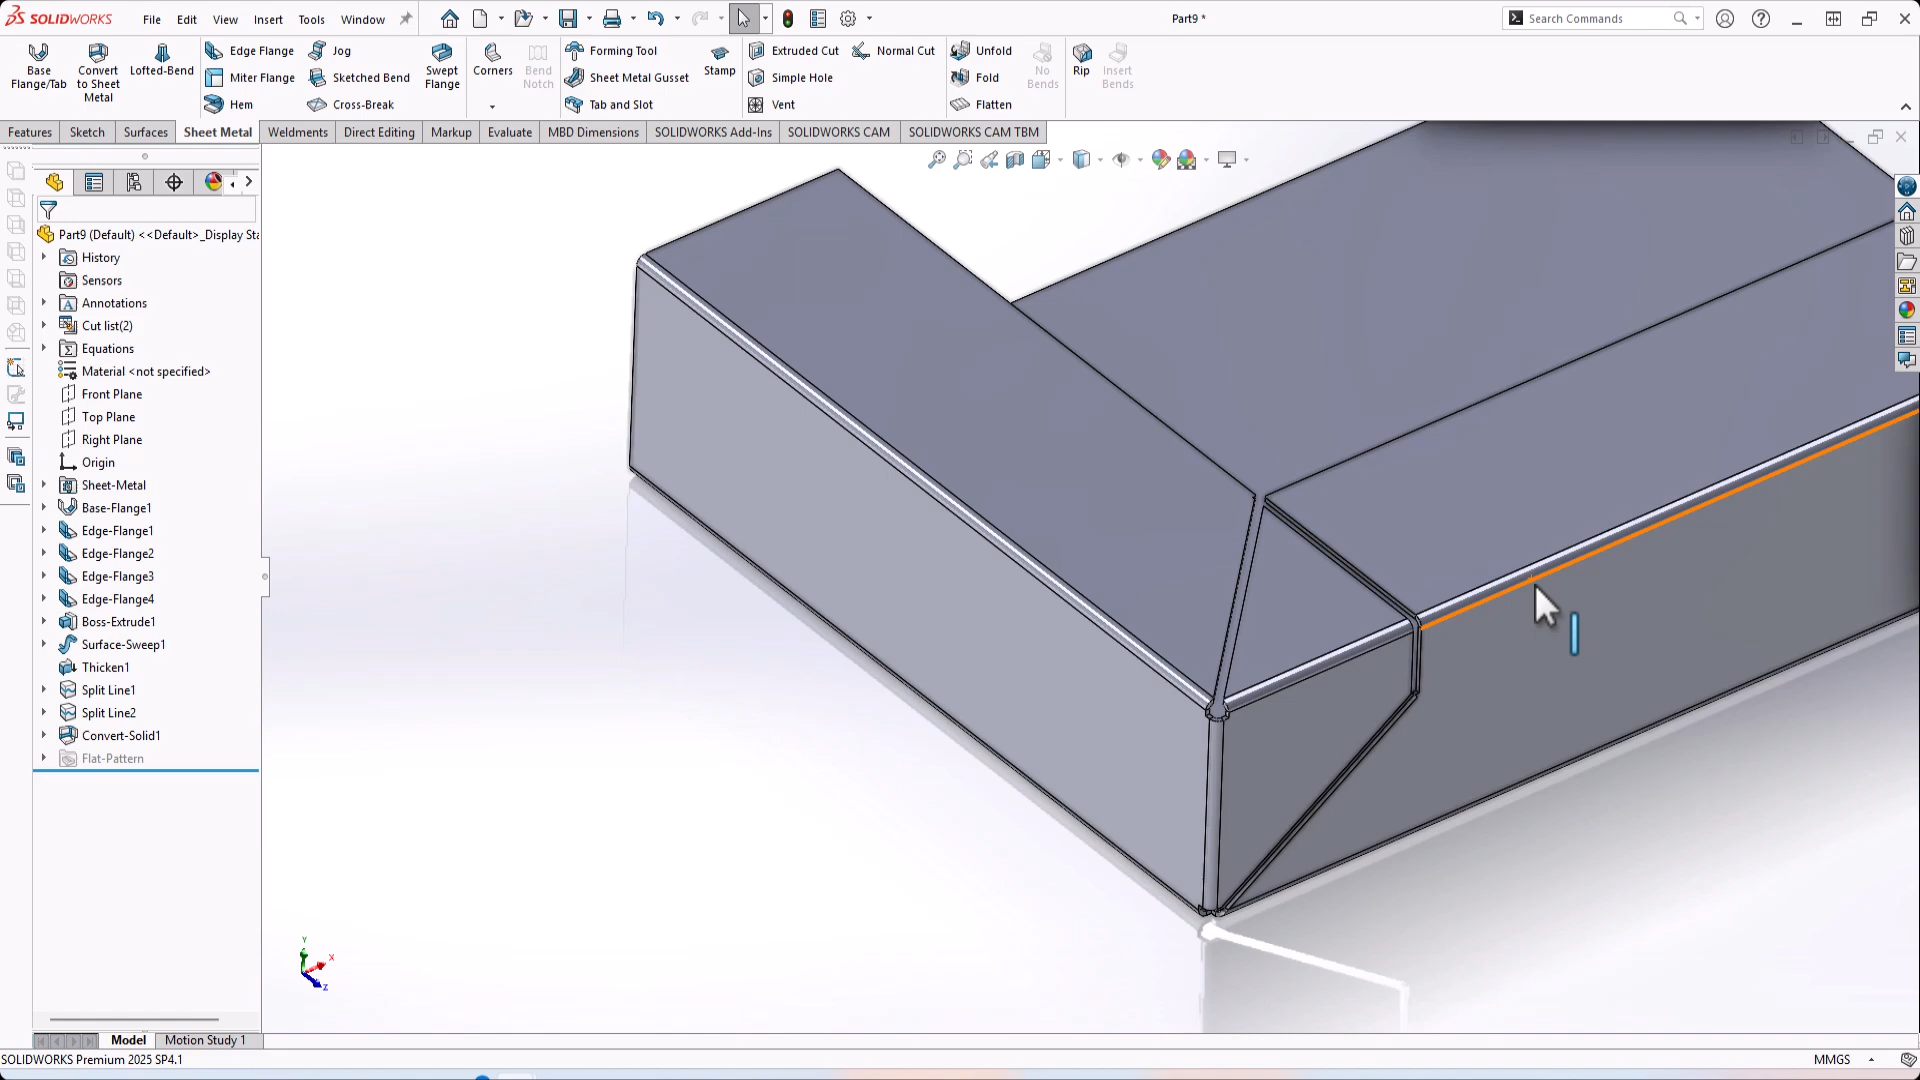 SOLIDWORKS File Edit View Insert Tools Window Part9 * Search Commands
Base Flange/Tab
Convert to Sheet Metal
Lofted-Bend
Edge Flange
Miter Flange
Hem
Jog
Sketched Bend
Cross-Break
Swept Flange
Corners
Bend Notch
Forming Tool
Sheet Metal Gusset
Tab and Slot
Stamp
Extruded Cut
Simple Hole
Vent
Normal Cut
Unfold
Fold
Flatten
No Bends
Rip
Insert Bends
Features Sketch Surfaces Sheet Metal Weldments Direct Editing Markup Evaluate MBD Dimensions SOLIDWORKS Add-Ins SOLIDWORKS CAM SOLIDWORKS CAM TBM
Part9 (Default) <<Default>_Display Sta
History
Sensors
Annotations
Cut list(2)
Equations
Material <not specified>
Front Plane
Top Plane
Right Plane
Origin
Sheet-Metal
Base-Flange1
Edge-Flange1
Edge-Flange2
Edge-Flange3
Edge-Flange4
Boss-Extrude1
Surface-Sweep1
Thicken1
Split Line1
Split Line2
Convert-Solid1
Flat-Pattern
Y
X
Z
Model Motion Study 1
SOLIDWORKS Premium 2025 SP4.1 MMGS